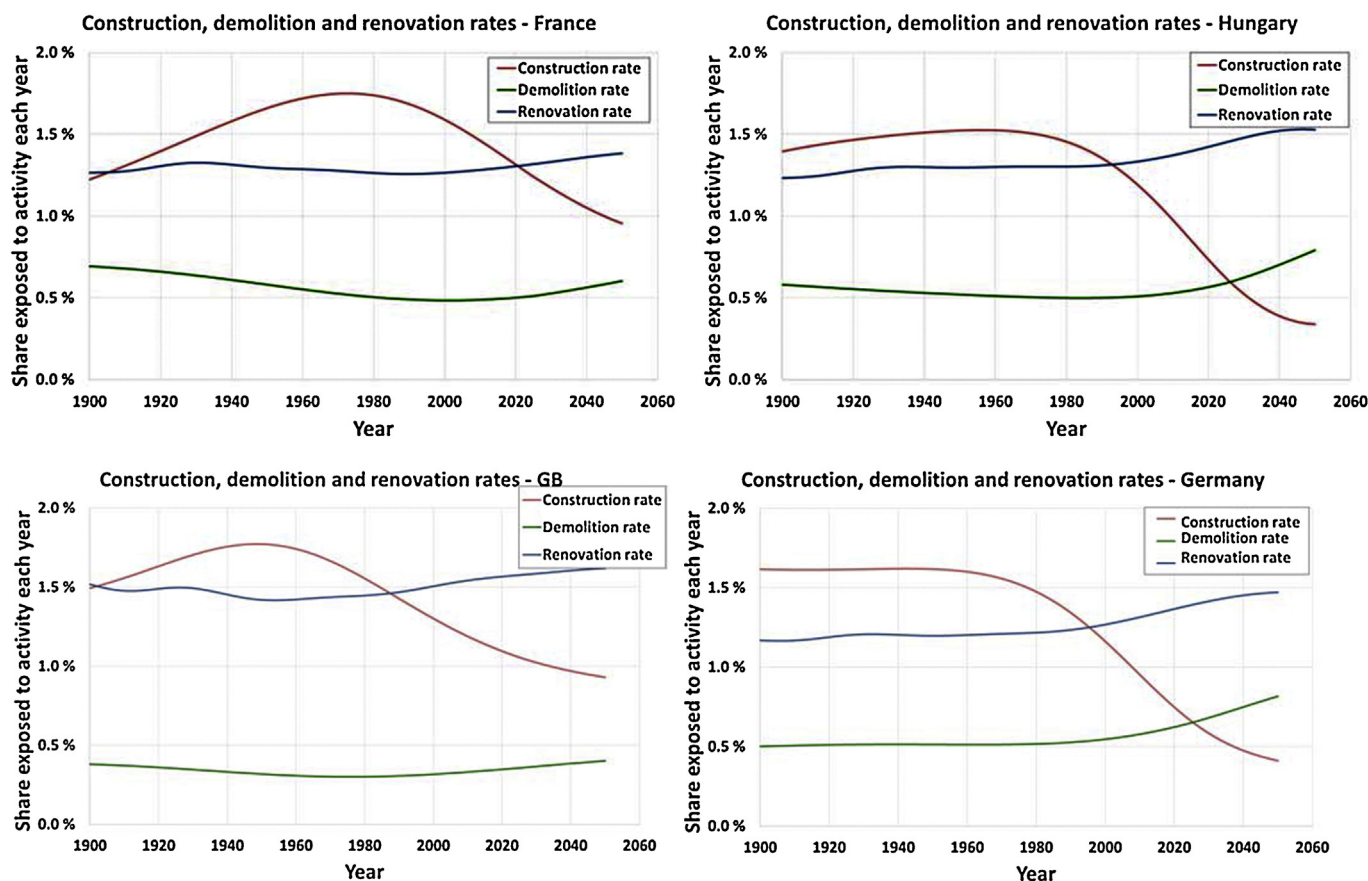 Construction, demolition and renovation rates - France
Share exposed to activity each year
2.0 %
1.5 %
1.0 %
0.5 %
0.0 %
Construction rate
Demolition rate
Renovation rate
1900 1920 1940 1960 1980 2000 2020 2040 2060
Year
Construction, demolition and renovation rates - Hungary
Share exposed to activity each year
2.0 %
1.5 %
1.0 %
0.5 %
0.0 %
Construction rate
Demolition rate
Renovation rate
1900 1920 1940 1960 1980 2000 2020 2040 2060
Year
Construction, demolition and renovation rates - GB
Share exposed to activity each year
2.0 %
1.5 %
1.0 %
0.5 %
0.0 %
Construction rate
Demolition rate
Renovation rate
1900 1920 1940 1960 1980 2000 2020 2040 2060
Year
Construction, demolition and renovation rates - Germany
Share exposed to activity each year
2.0 %
1.5 %
1.0 %
0.5 %
0.0 %
Construction rate
Demolition rate
Renovation rate
1900 1920 1940 1960 1980 2000 2020 2040 2060
Year